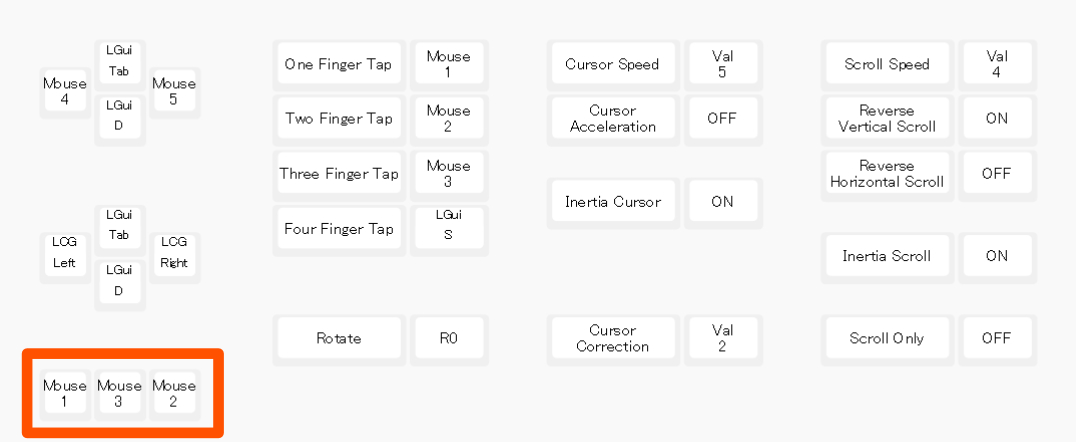 LGui
Tab
Mouse
4
Mouse
5
LGui
D
LGui
Tab
LCG
Left
LCG
Right
LGui
D
Mouse
1
Mouse
3
Mouse
2
One Finger Tap
Mouse
1
Two Finger Tap
Mouse
2
Three Finger Tap
Mouse
3
Four Finger Tap
LGui
S
Rotate
R0
Cursor Speed
Val
5
Cursor
Acceleration
OFF
Inertia Cursor
ON
Cursor
Correction
Val
2
Scroll Speed
Val
4
Reverse
Vertical Scroll
ON
Reverse
Horizontal Scroll
OFF
Inertia Scroll
ON
Scroll Only
OFF